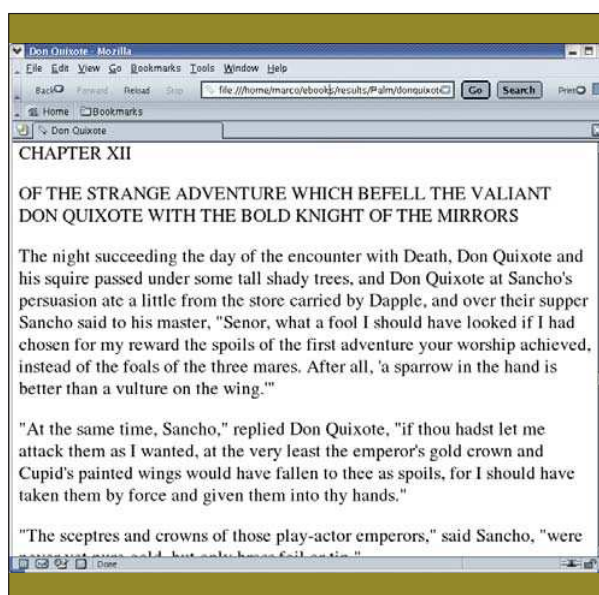 Don Quixote - Mozilla
File Edit View Go Bookmarks Tools Window Help
Back Forward Reload Stop file:///home/marco/ebooks/results/Palm/donquixot Go Search Print
Home Bookmarks
Don Quixote
CHAPTER XII
OF THE STRANGE ADVENTURE WHICH BEFELL THE VALIANT
DON QUIXOTE WITH THE BOLD KNIGHT OF THE MIRRORS
The night succeeding the day of the encounter with Death, Don Quixote and
his squire passed under some tall shady trees, and Don Quixote at Sancho's
persuasion ate a little from the store carried by Dapple, and over their supper
Sancho said to his master, "Senor, what a fool I should have looked if I had
chosen for my reward the spoils of the first adventure your worship achieved,
instead of the foals of the three mares. After all, 'a sparrow in the hand is
better than a vulture on the wing.'"
"At the same time, Sancho," replied Don Quixote, "if thou hadst let me
attack them as I wanted, at the very least the emperor's gold crown and
Cupid's painted wings would have fallen to thee as spoils, for I should have
taken them by force and given them into thy hands."
"The sceptres and crowns of those play-actor emperors," said Sancho, "were
never yet pure gold, but only brass foil or tin."
Done